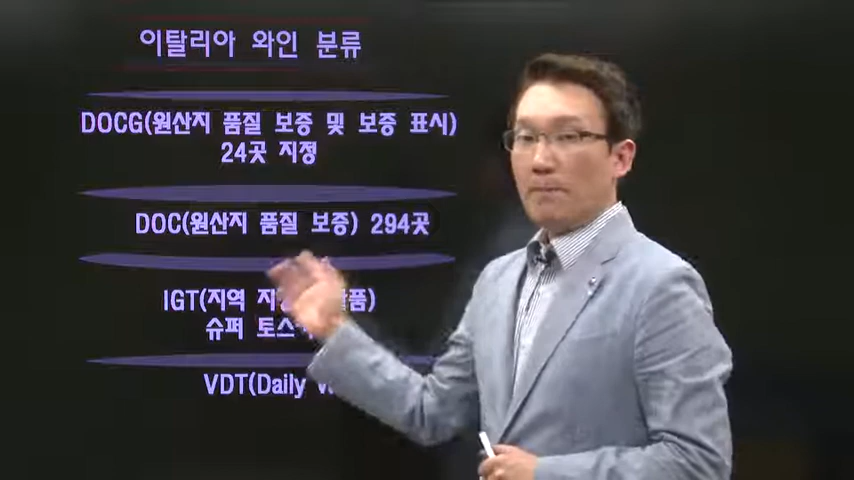 이탈리아 와인 분류
DOCG(원산지 품질 보증 및 보증 표시)
24곳 지정
DOC(원산지 품질 보증) 294곳
IGT(지역
슈퍼
VDT(Daily